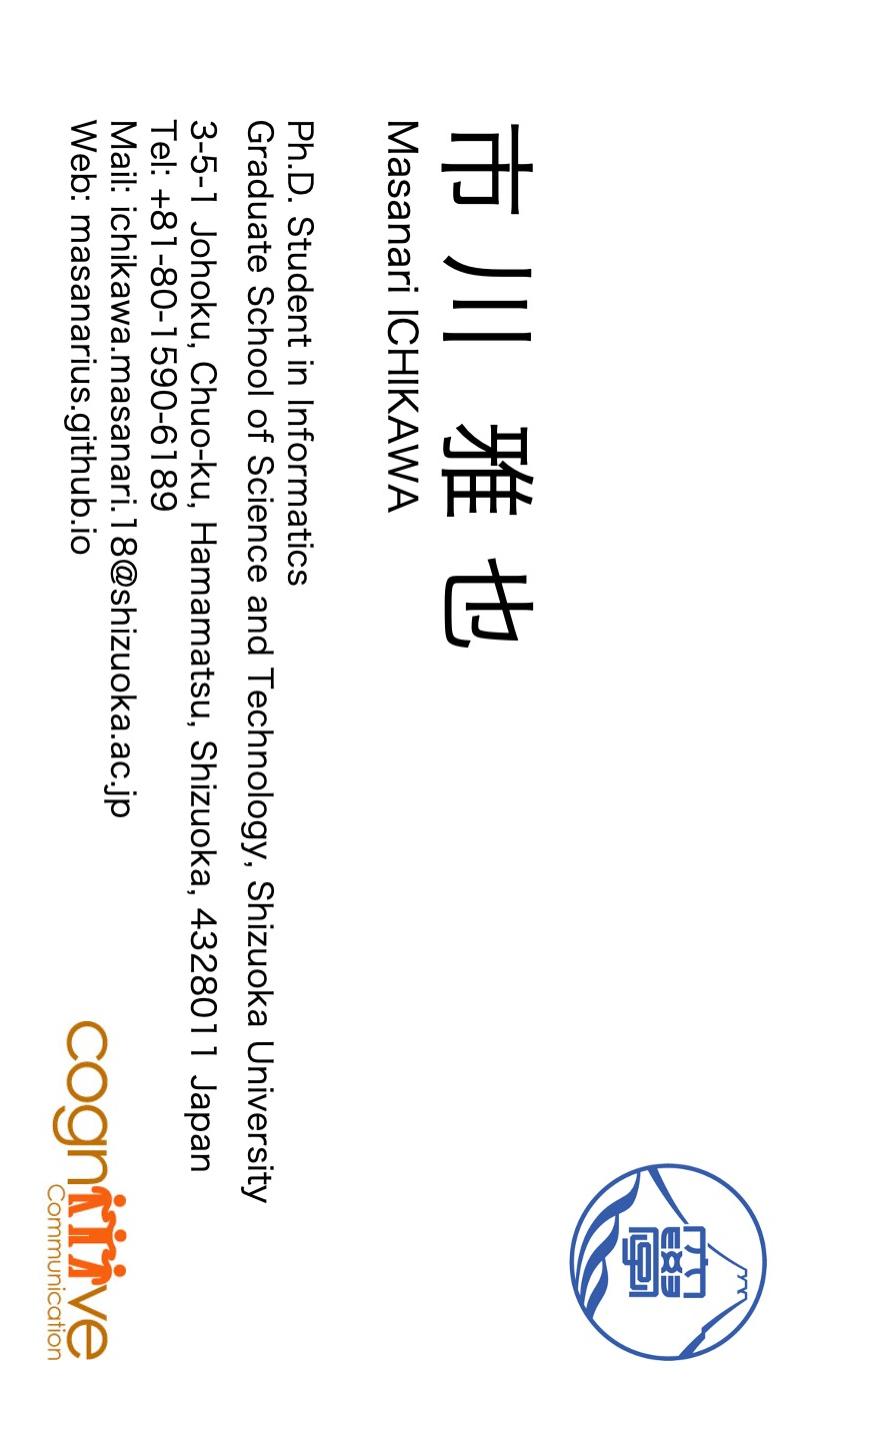 市川 雅也
Masanari ICHIKAWA
Ph.D. Student in Informatics
Graduate School of Science and Technology, Shizuoka University
3-5-1 Johoku, Chuo-ku, Hamamatsu, Shizuoka, 4328011 Japan
Tel: +81-80-1590-6189
Mail: ichikawa.masanari.18@shizuoka.ac.jp
Web: masanarius.github.io
cognitive
Communication
學